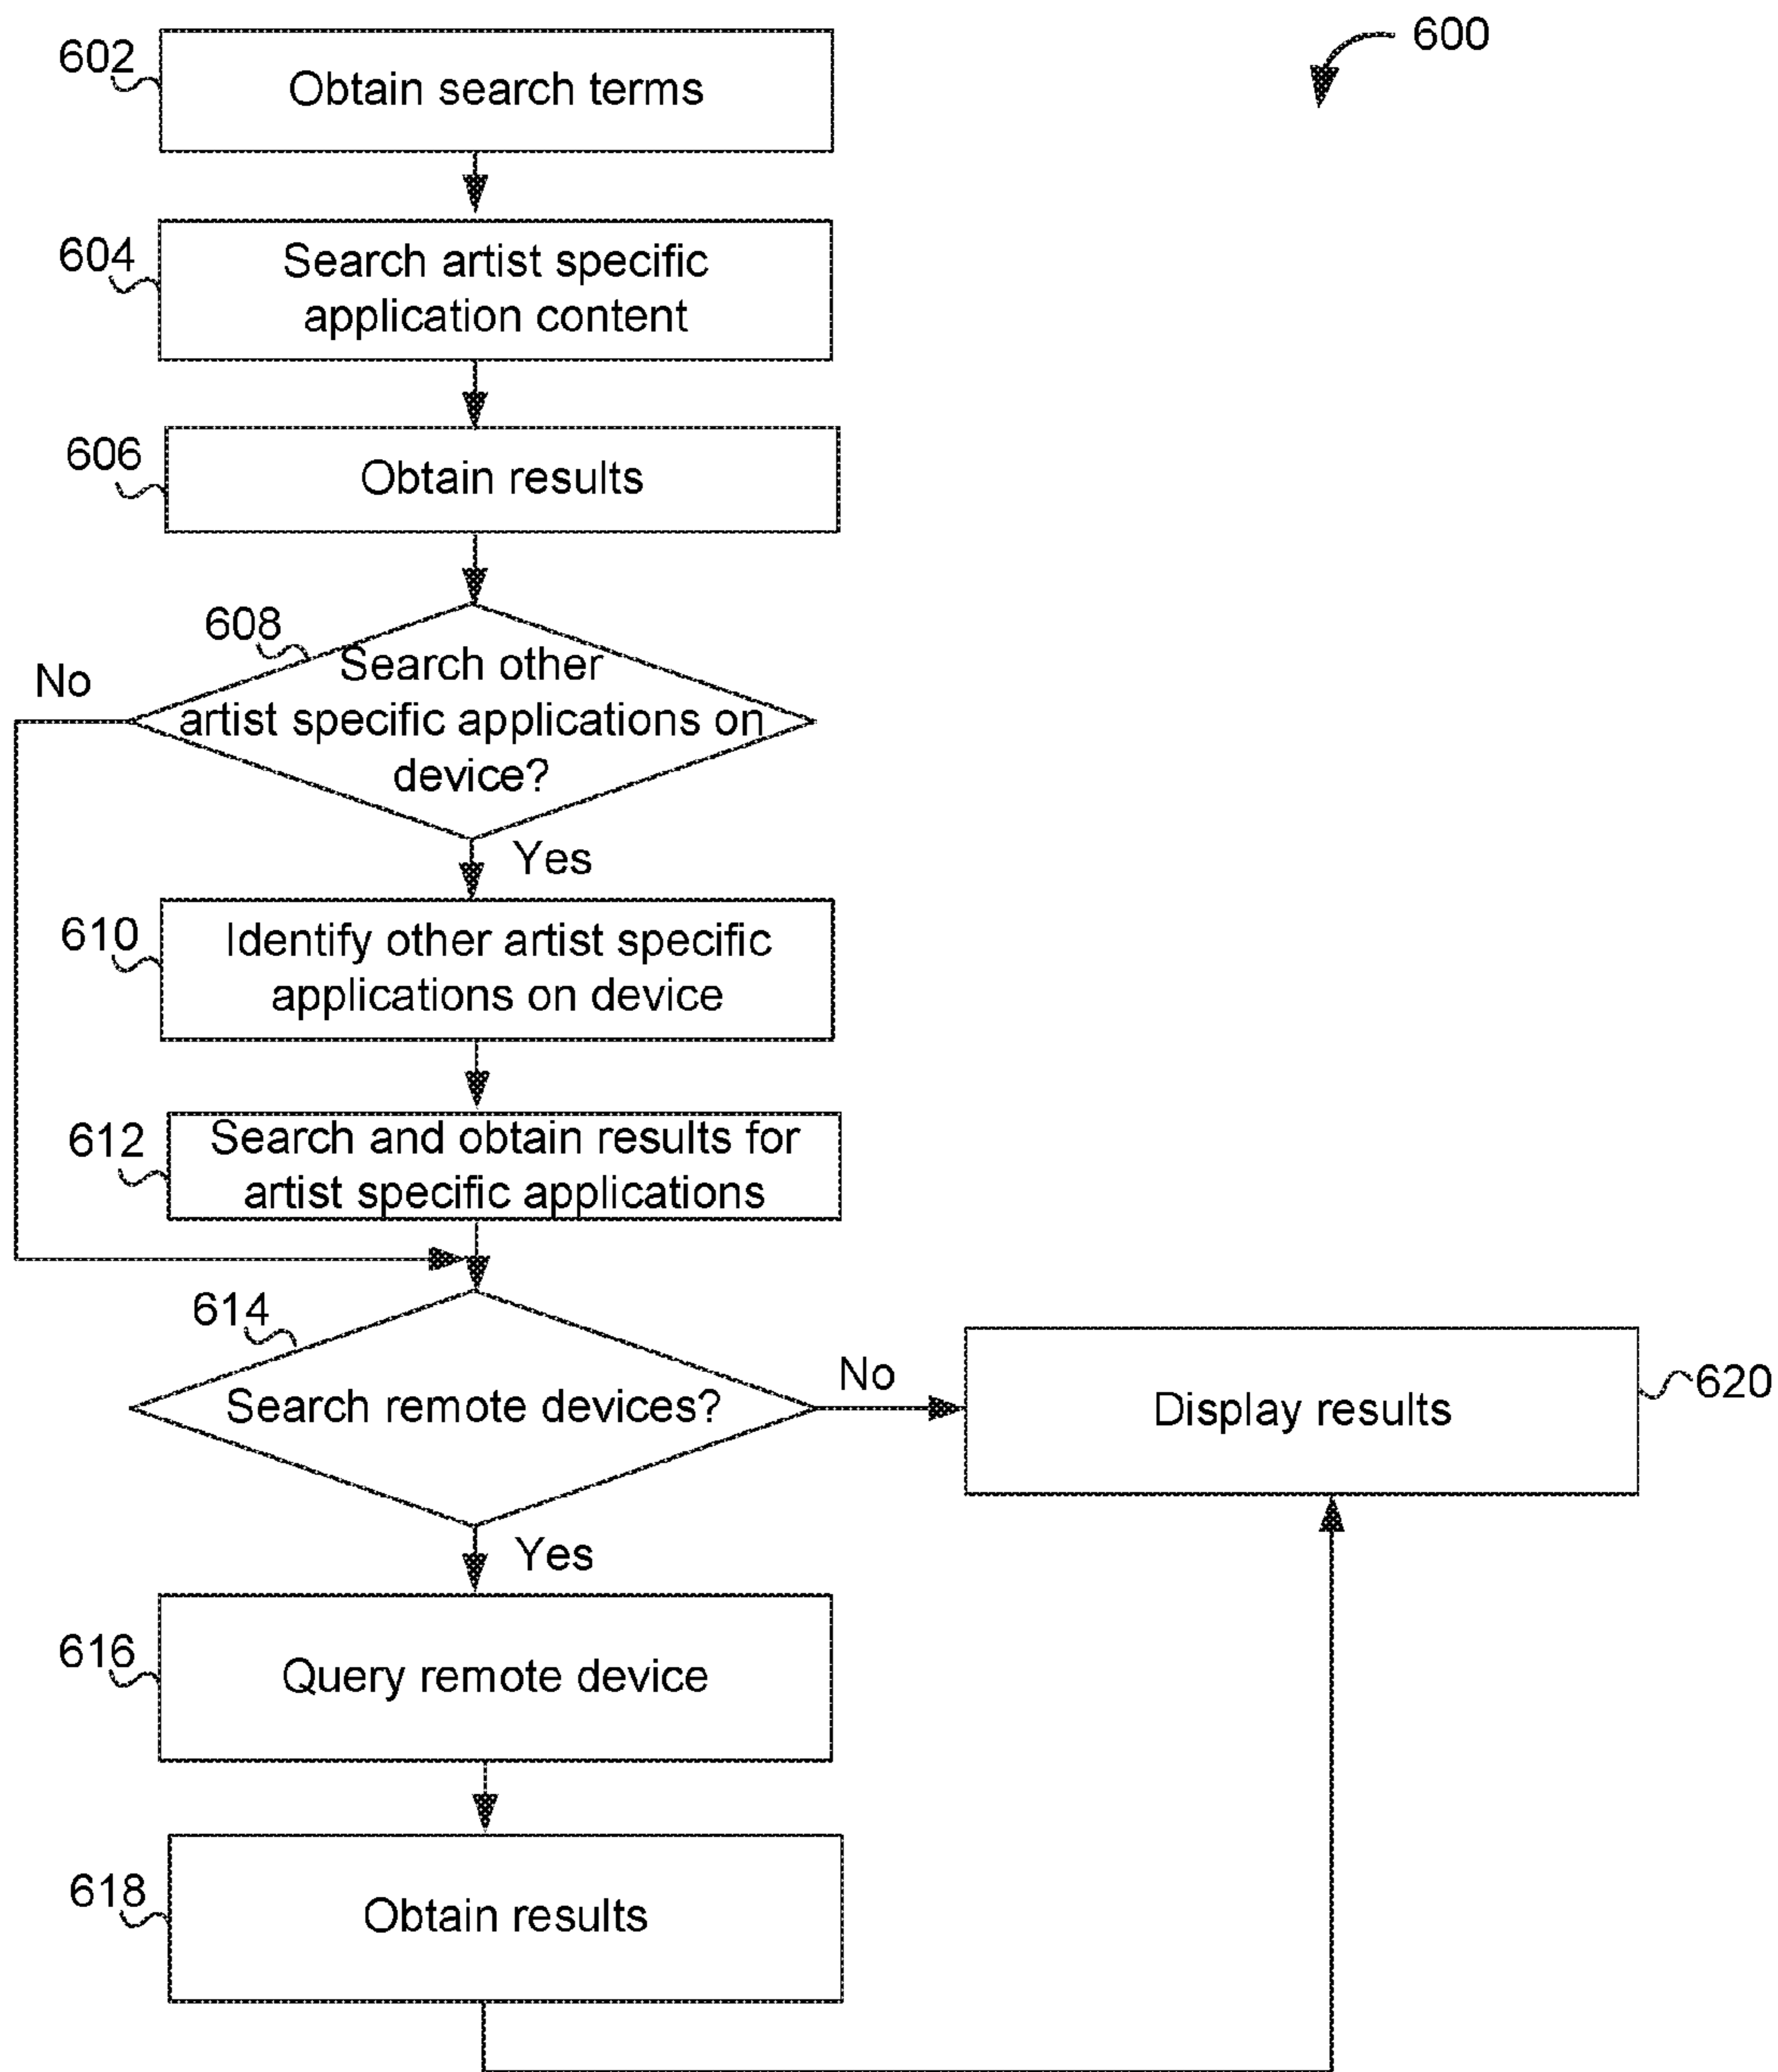 600
602
Obtain search terms
604
Search artist specific
application content
606
Obtain results
608
No
Search other
artist specific applications on
device?
Yes
610
Identify other artist specific
applications on device
612
Search and obtain results for
artist specific applications
614
Search remote devices?
No
Display results
620
Yes
616
Query remote device
618
Obtain results